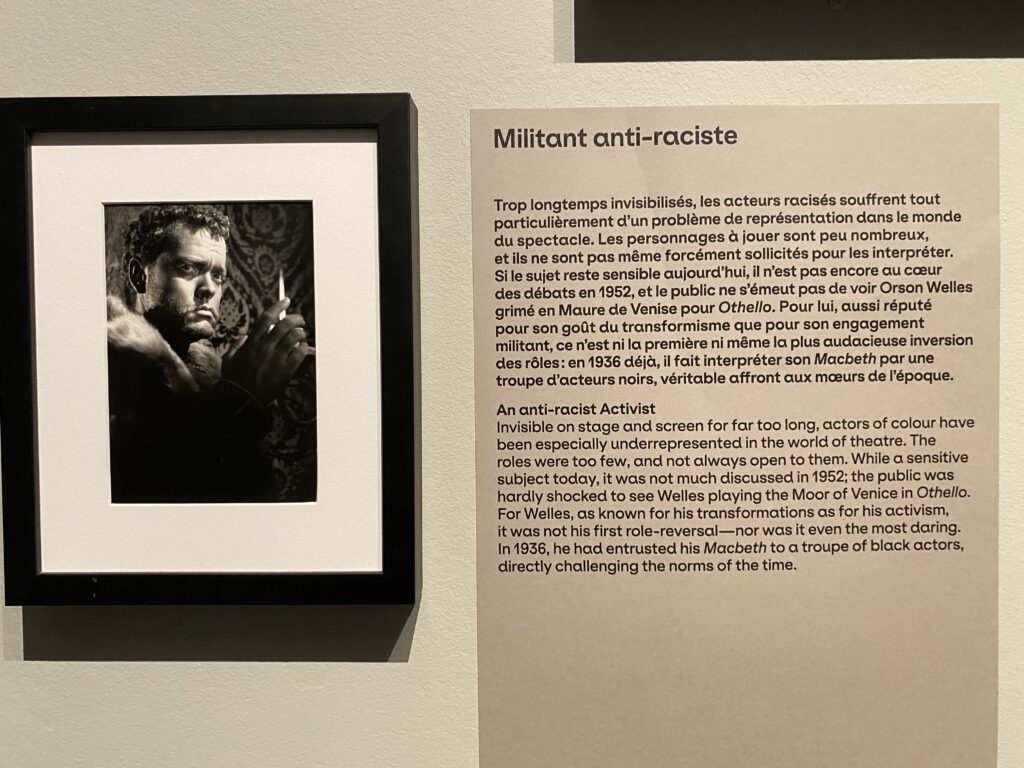 Militant anti-raciste
Trop longtemps invisibilisés, les acteurs racisés souffrent tout
particulièrement d'un problème de représentation dans le monde
du spectacle. Les personnages à jouer sont peu nombreux,
et ils ne sont pas même forcément sollicités pour les interpréter.
Si le sujet reste sensible aujourd'hui, il n'est pas encore au cœur
des débats en 1952, et le public ne s'émeut pas de voir Orson Welles
grimé en Maure de Venise pour Othello. Pour lui, aussi réputé
pour son goût du transformisme que pour son engagement
militant, ce n'est ni la première ni même la plus audacieuse inversion
des rôles : en 1936 déjà, il fait interpréter son Macbeth par une
troupe d'acteurs noirs, véritable affront aux mœurs de l'époque.
An anti-racist Activist
Invisible on stage and screen for far too long, actors of colour have
been especially underrepresented in the world of theatre. The
roles were too few, and not always open to them. While a sensitive
subject today, it was not much discussed in 1952; the public was
hardly shocked to see Welles playing the Moor of Venice in Othello.
For Welles, as known for his transformations as for his activism,
it was not his first role-reversal—nor was it even the most daring.
In 1936, he had entrusted his Macbeth to a troupe of black actors,
directly challenging the norms of the time.